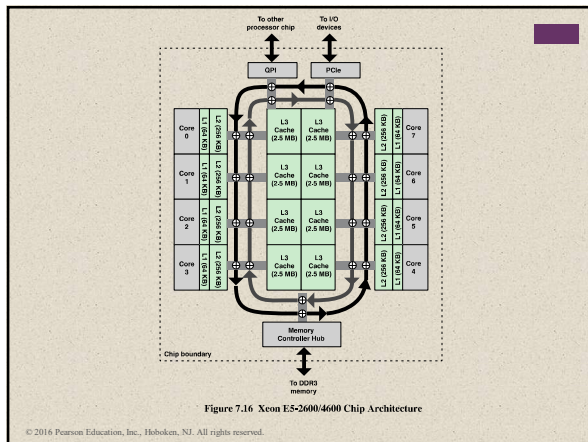 To other
processor chip
To I/O
devices
QPI
PCIe
Core
0
L1 (64 KB)
L2 (256 KB)
L3
Cache
(2.5 MB)
L3
Cache
(2.5 MB)
L2 (256 KB)
L1 (64 KB)
Core
7
Core
1
L1 (64 KB)
L2 (256 KB)
L3
Cache
(2.5 MB)
L3
Cache
(2.5 MB)
L2 (256 KB)
L1 (64 KB)
Core
6
Core
2
L1 (64 KB)
L2 (256 KB)
L3
Cache
(2.5 MB)
L3
Cache
(2.5 MB)
L2 (256 KB)
L1 (64 KB)
Core
5
Core
3
L1 (64 KB)
L2 (256 KB)
L3
Cache
(2.5 MB)
L3
Cache
(2.5 MB)
L2 (256 KB)
L1 (64 KB)
Core
4
Memory
Controller Hub
Chip boundary
To DDR3
memory
Figure 7.16 Xeon E5-2600/4600 Chip Architecture
© 2016 Pearson Education, Inc., Hoboken, NJ. All rights reserved.